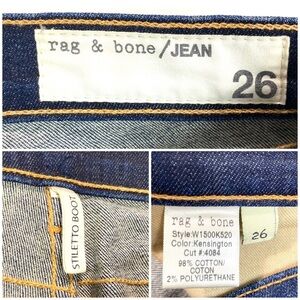 rag & bone/JEAN
26
STILETTO BOOT
rag & bone
Style:W1500K520
Color:Kensington
Cut #:4084
98% COTTON/
COTON
2% POLYURETHANE
26